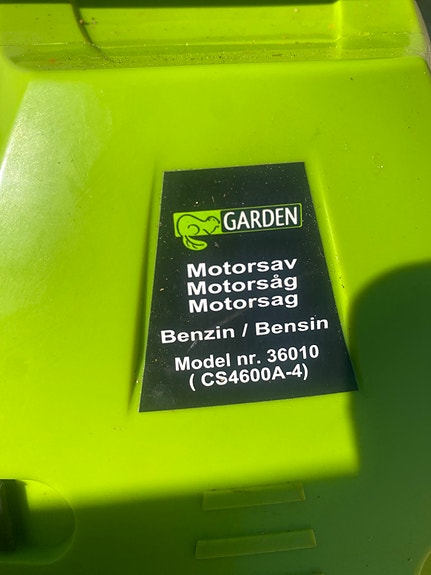 GARDEN
Motorsav
Motorsåg
Motorsag
Benzin / Bensin
Model nr. 36010
( CS4600A-4)